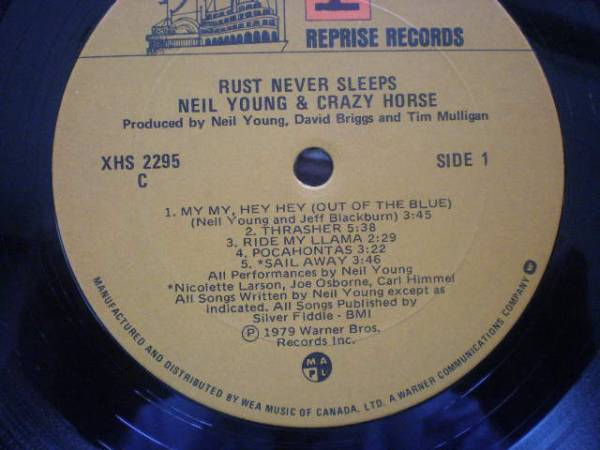 REPRISE RECORDS
RUST NEVER SLEEPS
NEIL YOUNG & CRAZY HORSE
Produced by Neil Young, David Briggs and Tim Mulligan
XHS 2295
C
SIDE 1
1. MY MY, HEY HEY (OUT OF THE BLUE)
(Neil Young and Jeff Blackburn) 3:45
2. THRASHER 5:38
3. RIDE MY LLAMA 2:29
4. POCAHONTAS 3:22
5. *SAIL AWAY 3:46
All Performances by Neil Young
*Nicolette Larson, Joe Osborne, Carl Himmel
All Songs Written by Neil Young except as
indicated. All Songs Published by
Silver Fiddle - BMI
Ⓟ 1979 Warner Bros.
Records Inc.
M A
P L
MANUFACTURED AND DISTRIBUTED BY WEA MUSIC OF CANADA, LTD. A WARNER COMMUNICATIONS COMPANY